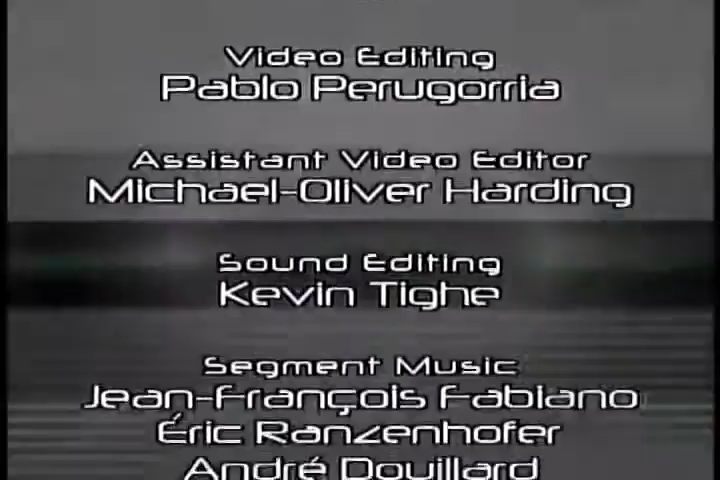 Video Editing
Pablo Perugorria
Assistant Video Editor
Michael-Oliver Harding
Sound Editing
Kevin Tighe
Segment Music
Jean-François Fabiano
Éric Ranzenhofer
André Douillard